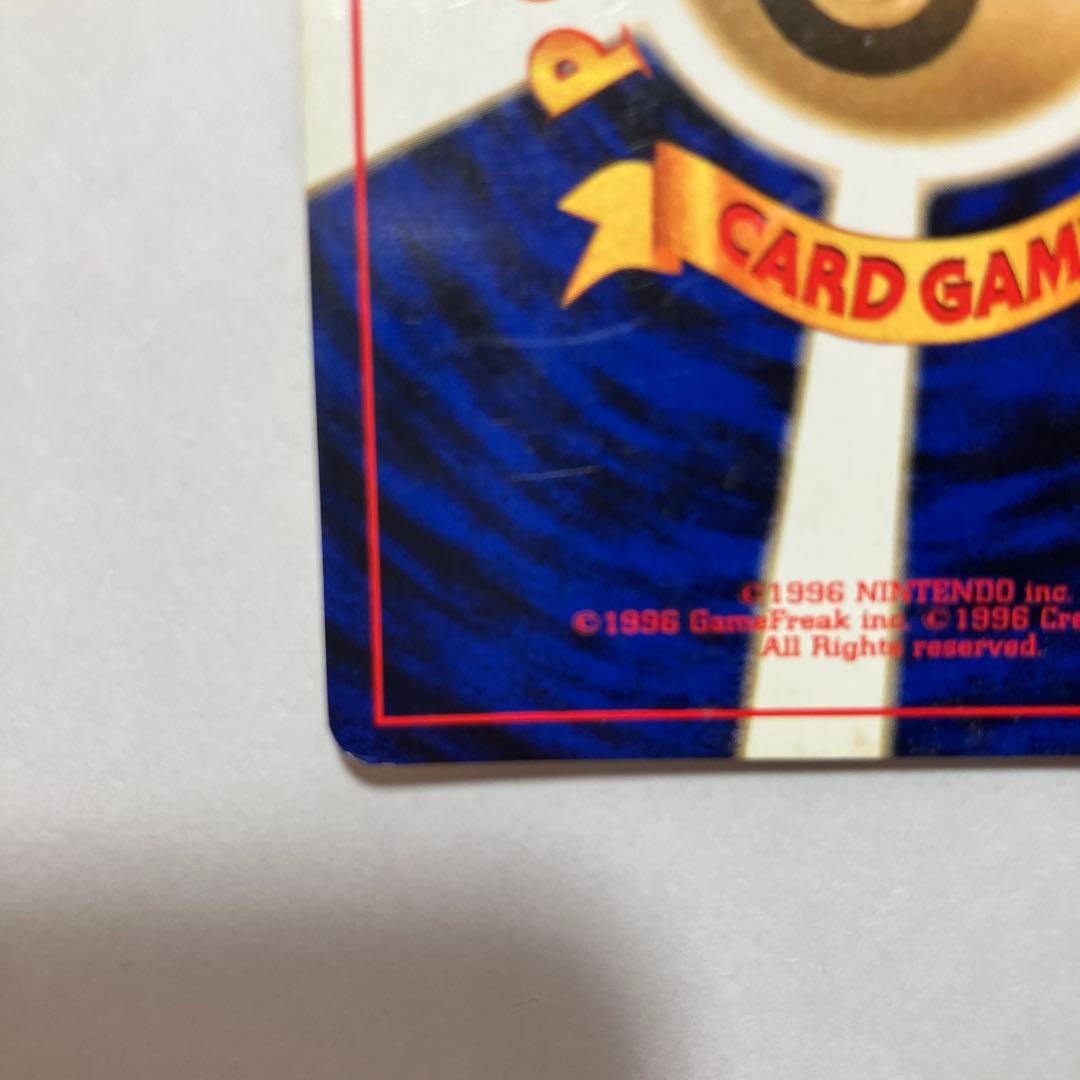 P
CARD GAM
©1996 NINTENDO inc.
©1996 GameFreak inc. ©1996 Cre
All Rights reserved.